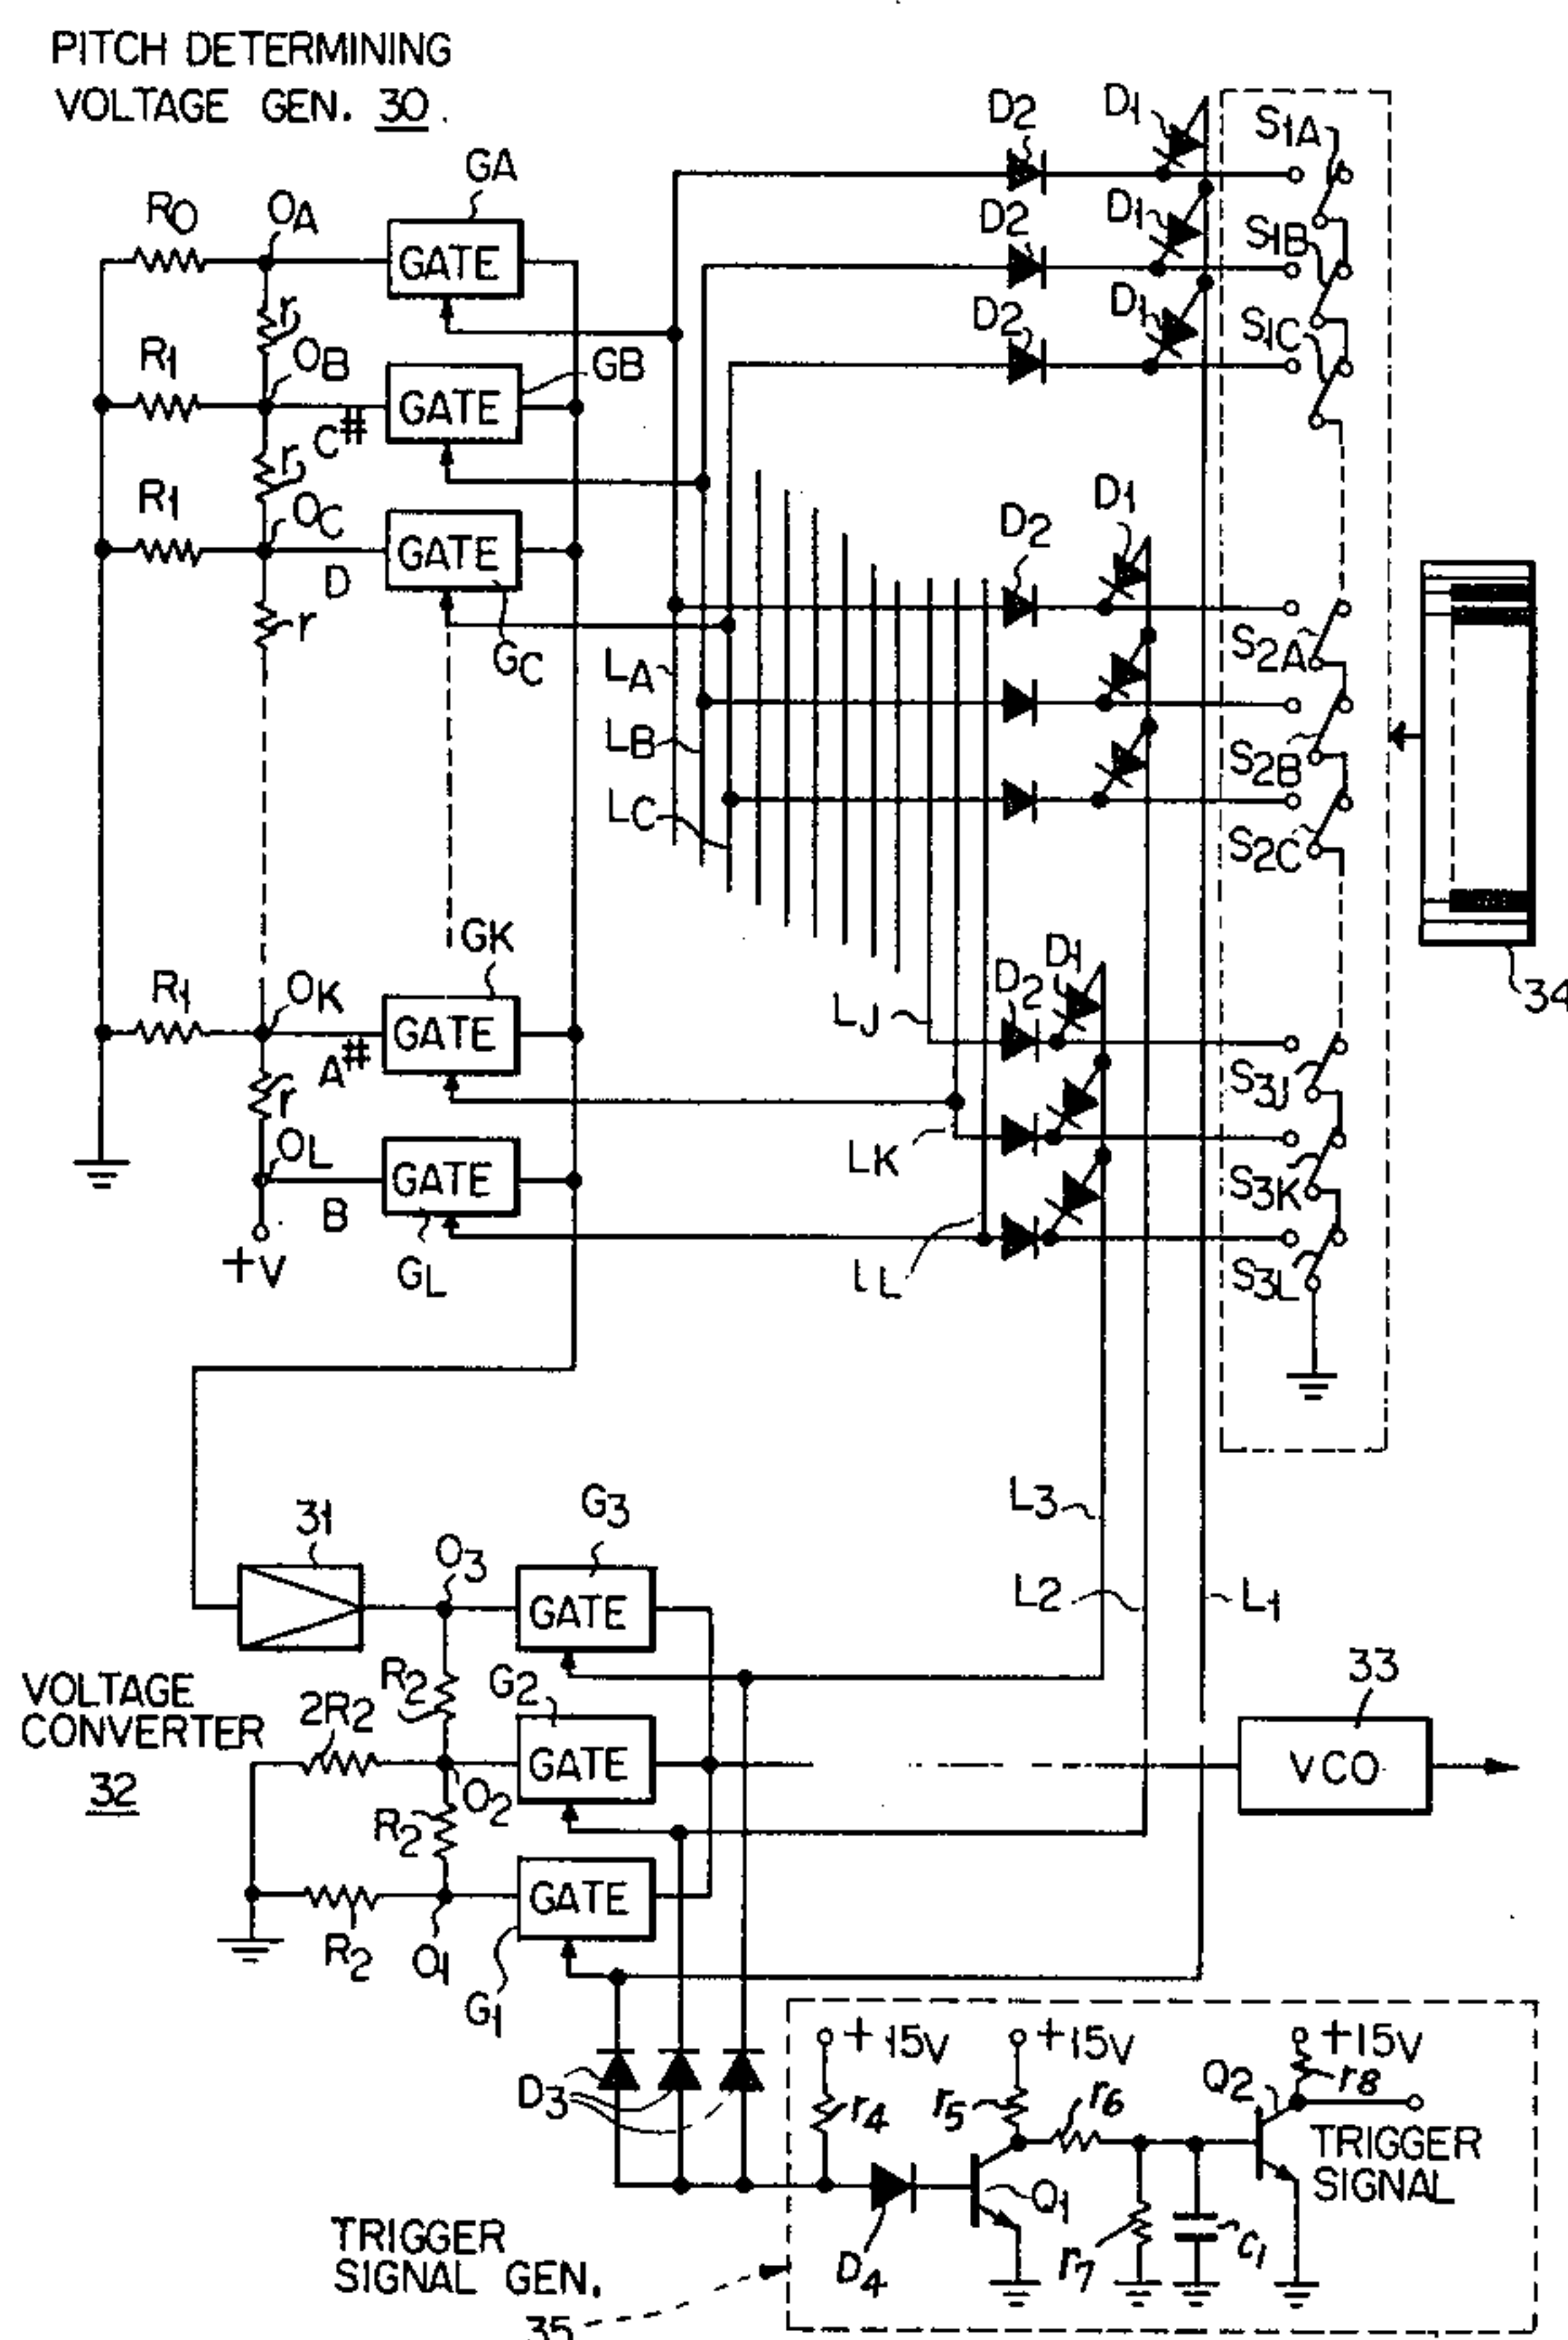 PITCH DETERMINING
VOLTAGE GEN. 30.
R0
OA
GA
GATE
D2
D1
S1A
D2
D1
S1B
r
R1
OB
GB
GATE
C#
D2
D1
S1C
r
R1
OC
GATE
D
GC
r
D2
D1
LA
S2A
LB
S2B
LC
S2C
GK
R1
OK
GATE
A#
LJ
D2
D1
S3J
34
r
LK
S3K
OL
GATE
B
+V
GL
LL
S3L
31
O3
G3
GATE
L3
L2
L1
VOLTAGE
CONVERTER
32
R2
G2
2R2
GATE
O2
33
VCO
R2
GATE
R2
O1
G1
D3
+15V
+15V
+15V
r4
r5
r6
Q2
r8
TRIGGER
SIGNAL
Q1
D4
r7
C1
TRIGGER
SIGNAL GEN.
35